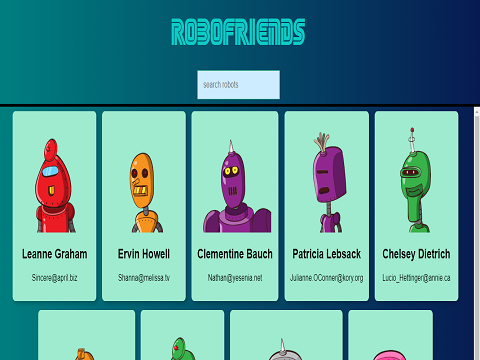 ROBOFRIENDS
search robots
Leanne Graham
Sincere@april.biz
Ervin Howell
Shanna@melissa.tv
Clementine Bauch
Nathan@yesenia.net
Patricia Lebsack
Julianne.OConner@kory.org
Chelsey Dietrich
Lucio_Hettinger@annie.ca